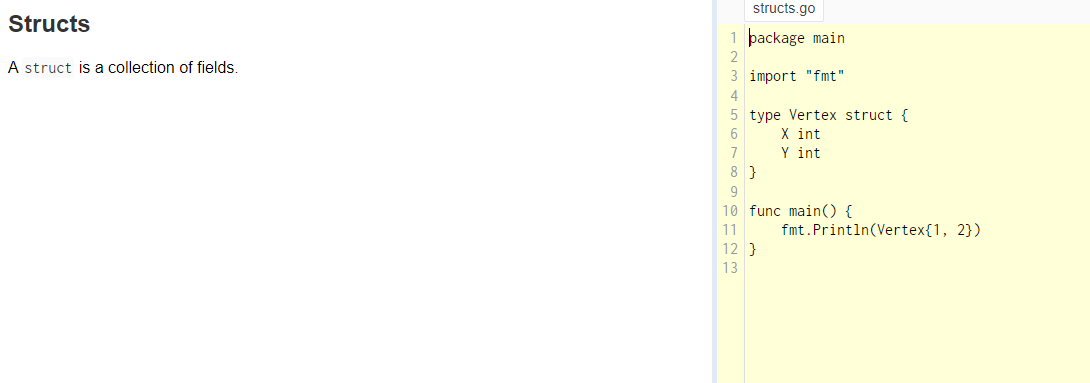 Structs
A struct is a collection of fields.
structs.go
1 package main
2
3 import "fmt"
4
5 type Vertex struct {
6     X int
7     Y int
8 }
9
10 func main() {
11     fmt.Println(Vertex{1, 2})
12 }
13